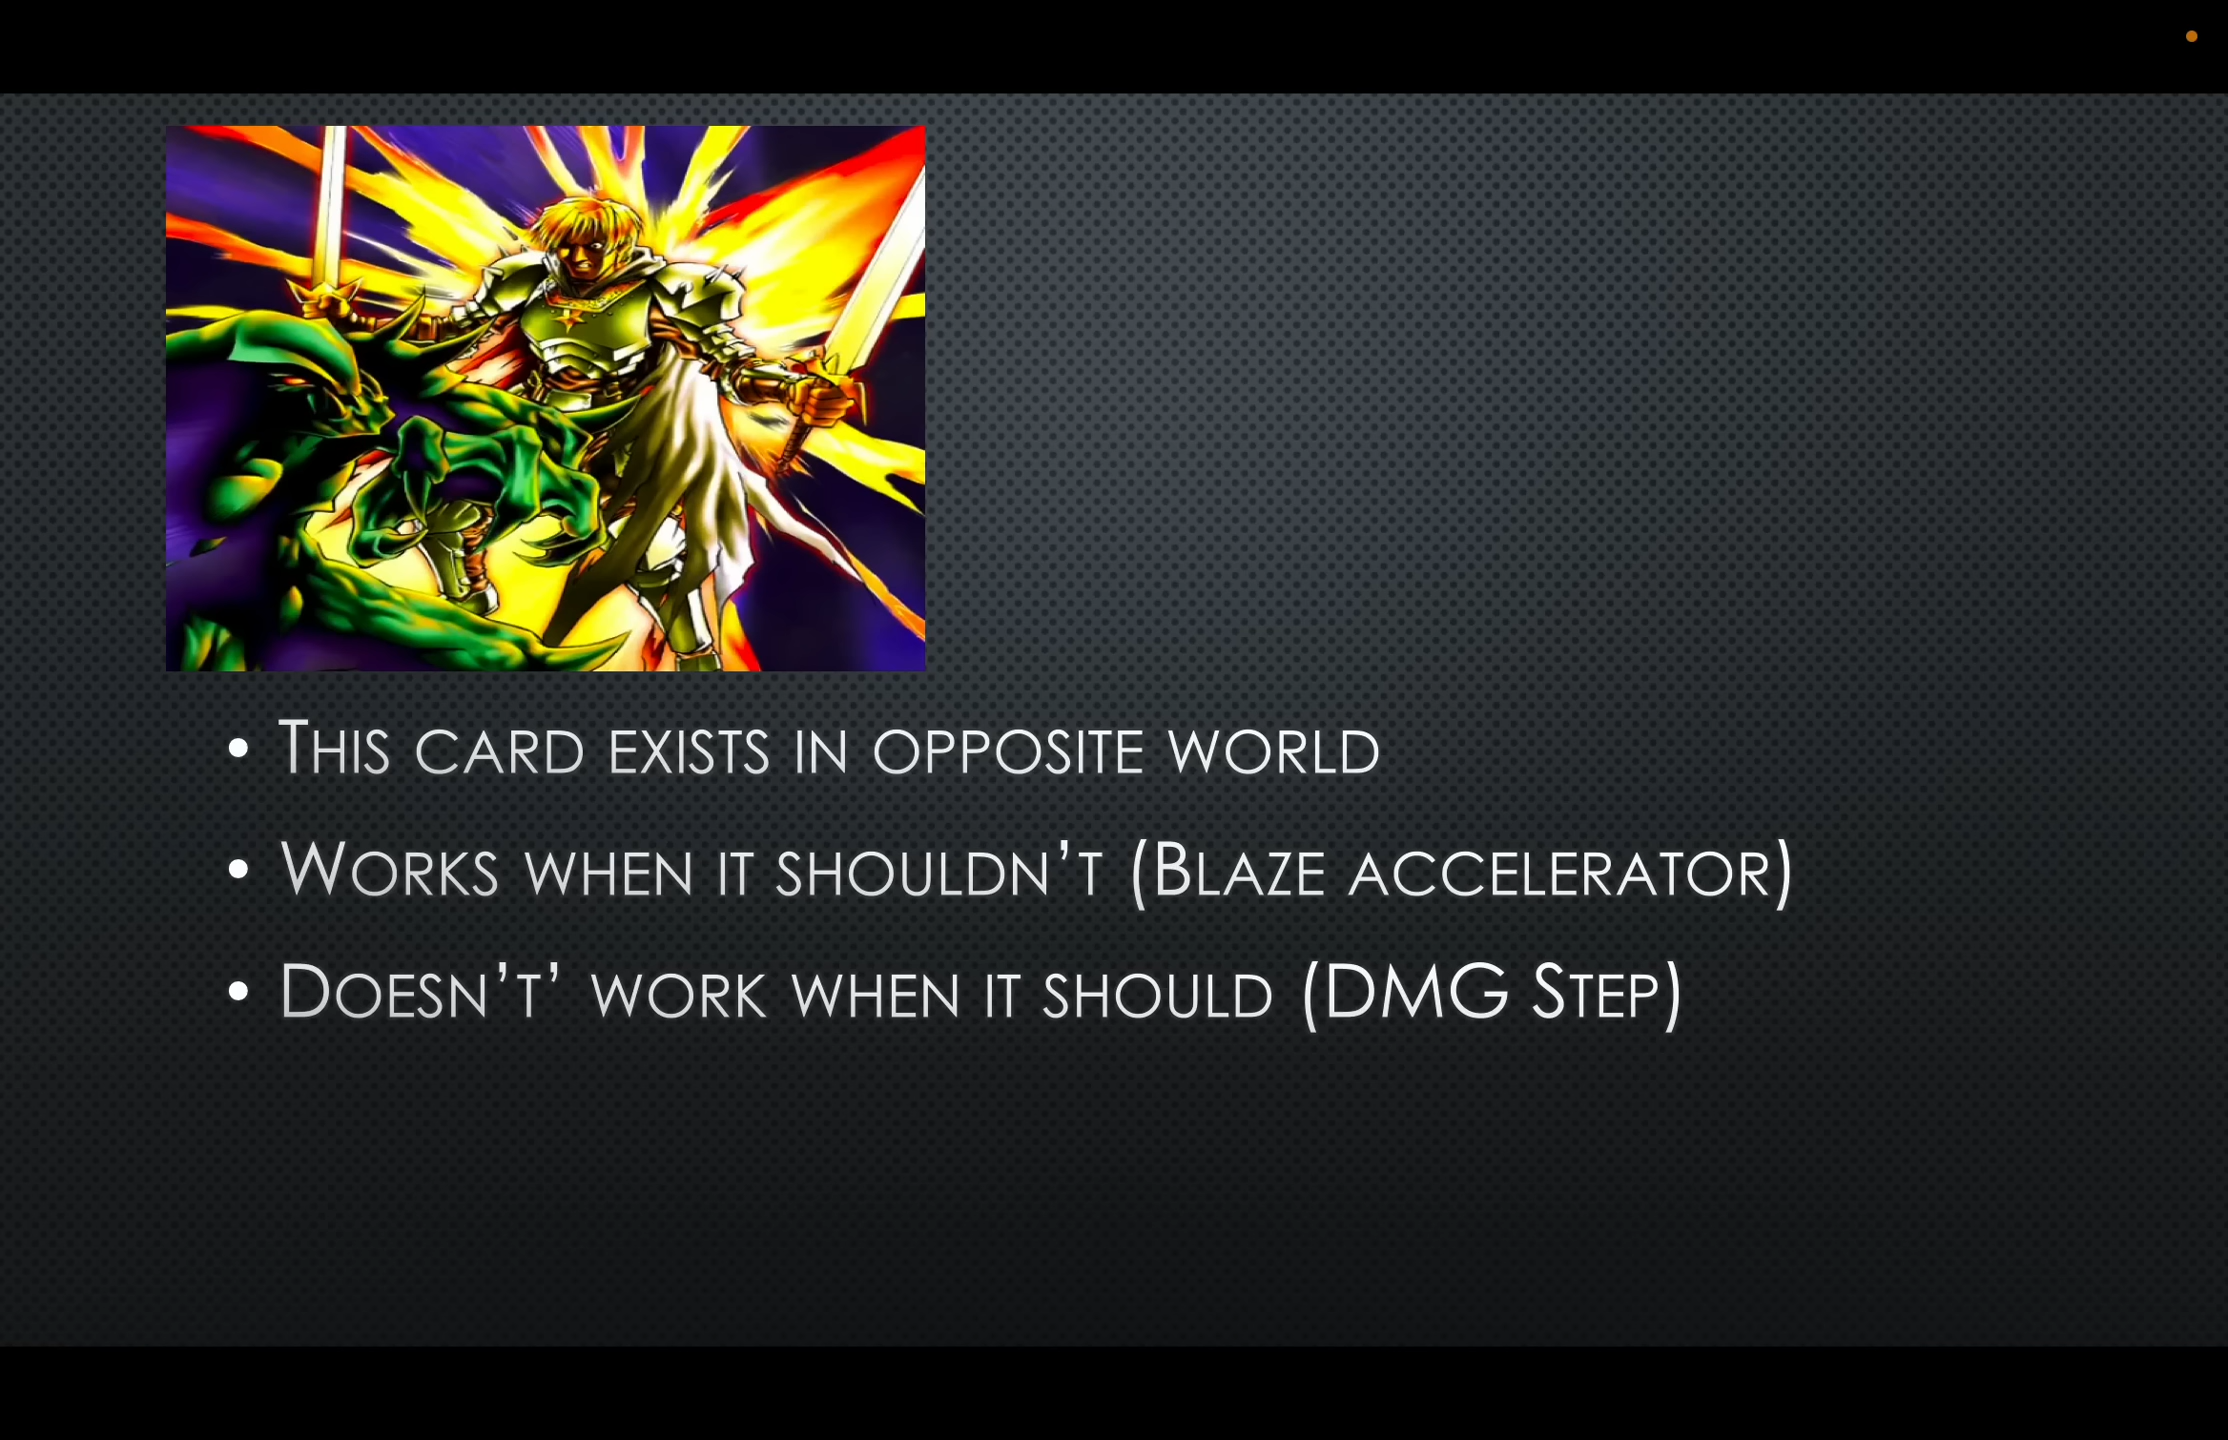 • This card exists in opposite world
• Works when it shouldn’t (Blaze accelerator)
• Doesn’t’ work when it should (DMG Step)